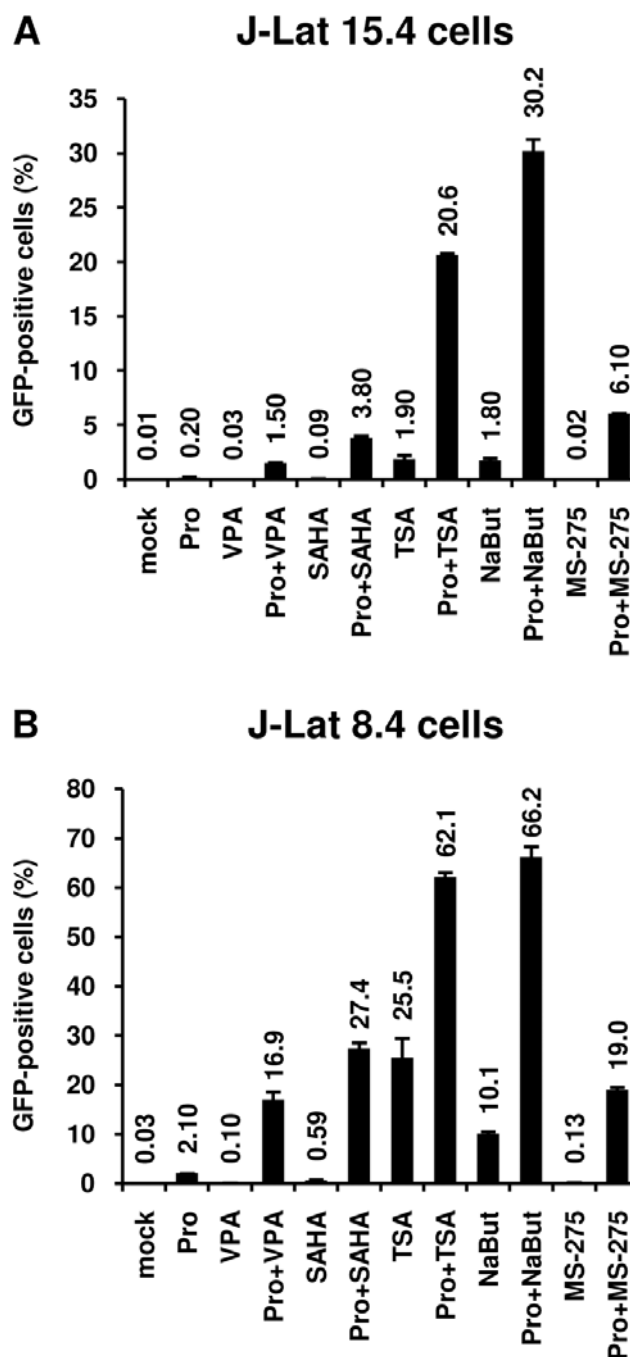 A J-Lat 15.4 cells
GFP-positive cells (%)
35
30
25
20
15
10
5
0
0.01
0.20
0.03
1.50
0.09
3.80
1.90
20.6
1.80
30.2
0.02
6.10
mock
Pro
VPA
Pro+VPA
SAHA
Pro+SAHA
TSA
Pro+TSA
NaBut
Pro+NaBut
MS-275
Pro+MS-275
B J-Lat 8.4 cells
GFP-positive cells (%)
80
70
60
50
40
30
20
10
0
0.03
2.10
0.10
16.9
0.59
27.4
25.5
62.1
10.1
66.2
0.13
19.0
mock
Pro
VPA
Pro+VPA
SAHA
Pro+SAHA
TSA
Pro+TSA
NaBut
Pro+NaBut
MS-275
Pro+MS-275